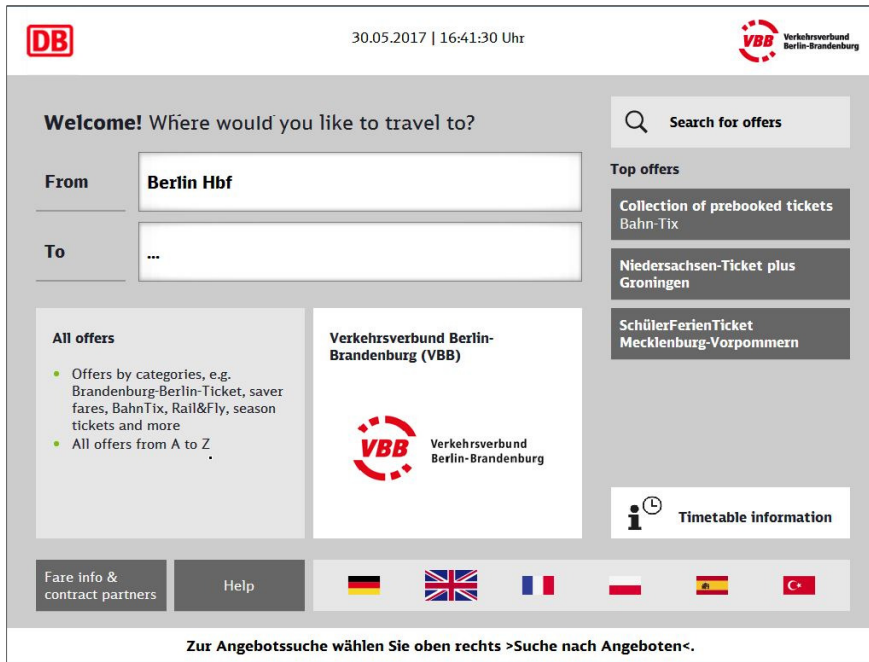 DB
30.05.2017 | 16:41:30 Uhr
VBB
Verkehrsverbund
Berlin-Brandenburg
Welcome! Where would you like to travel to?
From
Berlin Hbf
To
...
Search for offers
Top offers
Collection of prebooked tickets
Bahn-Tix
Niedersachsen-Ticket plus
Groningen
SchülerFerienTicket
Mecklenburg-Vorpommern
All offers
• Offers by categories, e.g.
Brandenburg-Berlin-Ticket, saver
fares, BahnTix, Rail&Fly, season
tickets and more
• All offers from A to Z
Verkehrsverbund Berlin-
Brandenburg (VBB)
VBB
Verkehrsverbund
Berlin-Brandenburg
Timetable information
Fare info &
contract partners
Help
Zur Angebotssuche wählen Sie oben rechts >Suche nach Angeboten<.